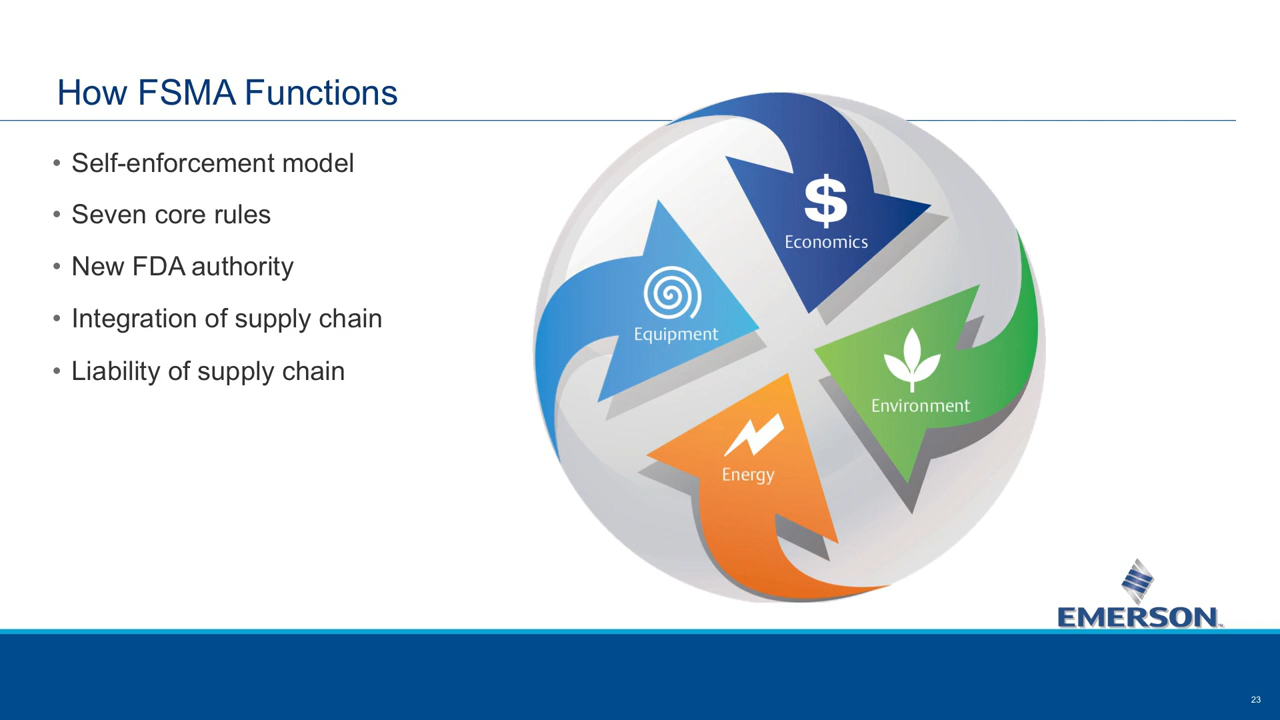 How FSMA Functions
• Self-enforcement model
• Seven core rules
• New FDA authority
• Integration of supply chain
• Liability of supply chain
$
Economics
Equipment
Environment
Energy
EMERSON™
23